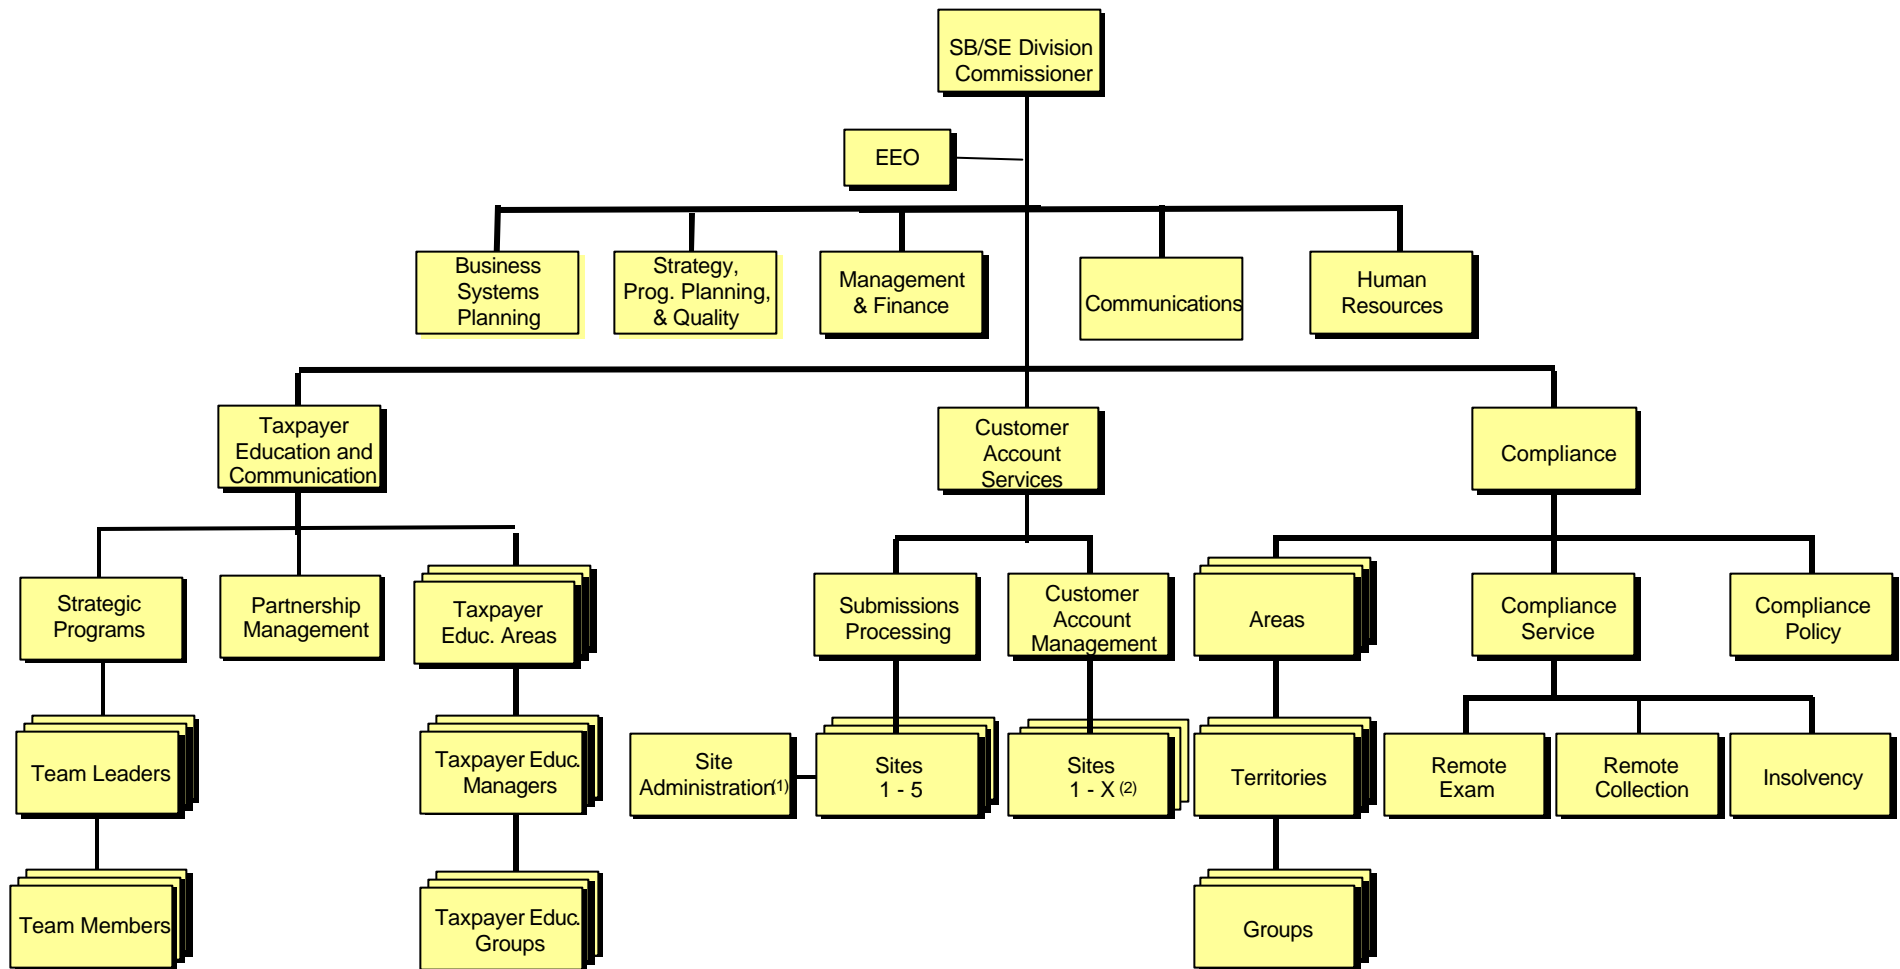 SB/SE Division
Commissioner
EEO
Business
Systems
Planning
Strategy,
Prog. Planning,
& Quality
Management
& Finance
Communications
Human
Resources
Taxpayer
Education and
Communication
Customer
Account
Services
Compliance
Strategic
Programs
Partnership
Management
Taxpayer
Educ. Areas
Submissions
Processing
Customer
Account
Management
Areas
Compliance
Service
Compliance
Policy
Team Leaders
Taxpayer Educ.
Managers
Site
Administration(1)
Sites
1 - 5
Sites
1 - X (2)
Territories
Remote
Exam
Remote
Collection
Insolvency
Team Members
Taxpayer Educ.
Groups
Groups